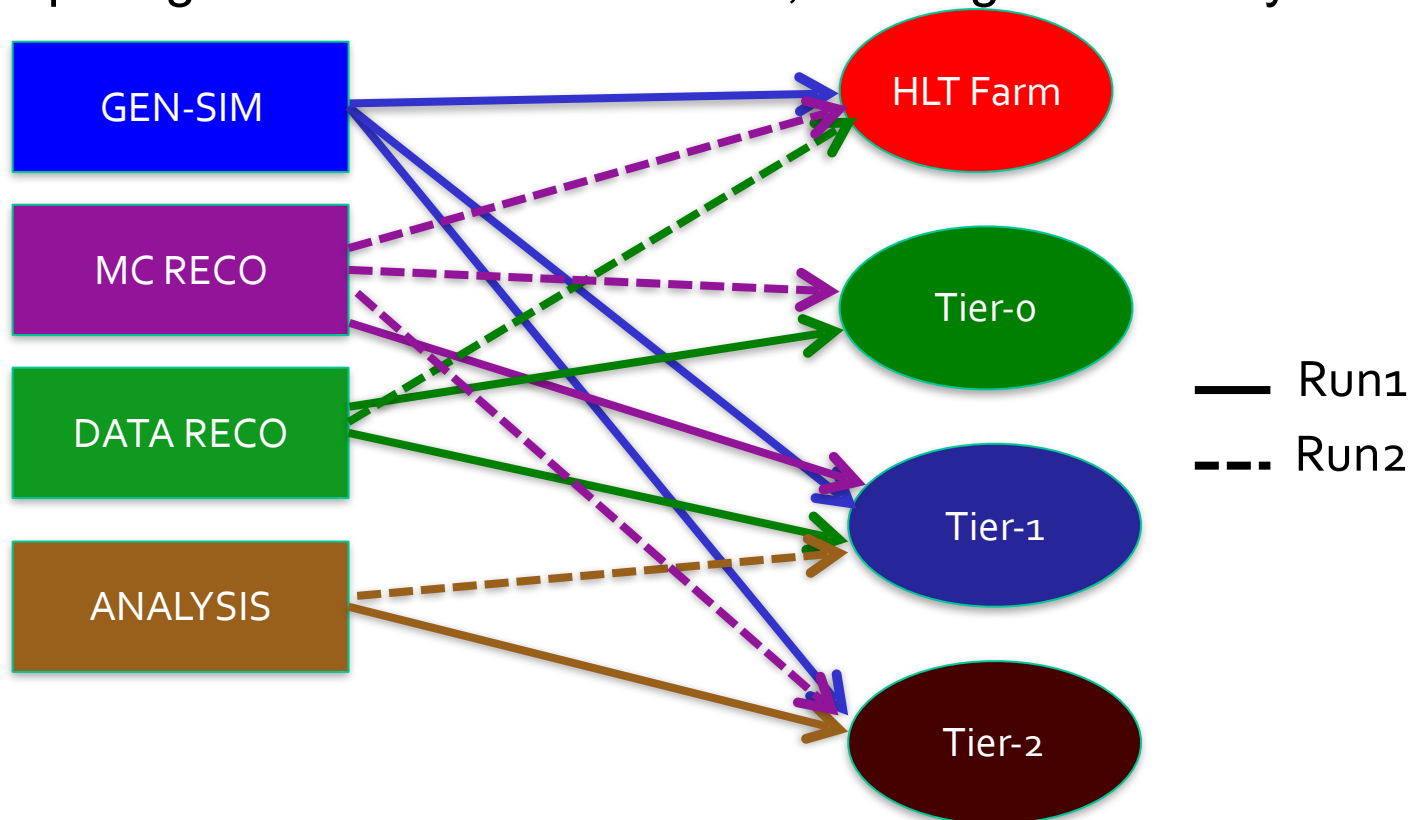 GEN-SIM
HLT Farm
MC RECO
Tier-0
Run1
DATA RECO
Run2
Tier-1
ANALYSIS
Tier-2